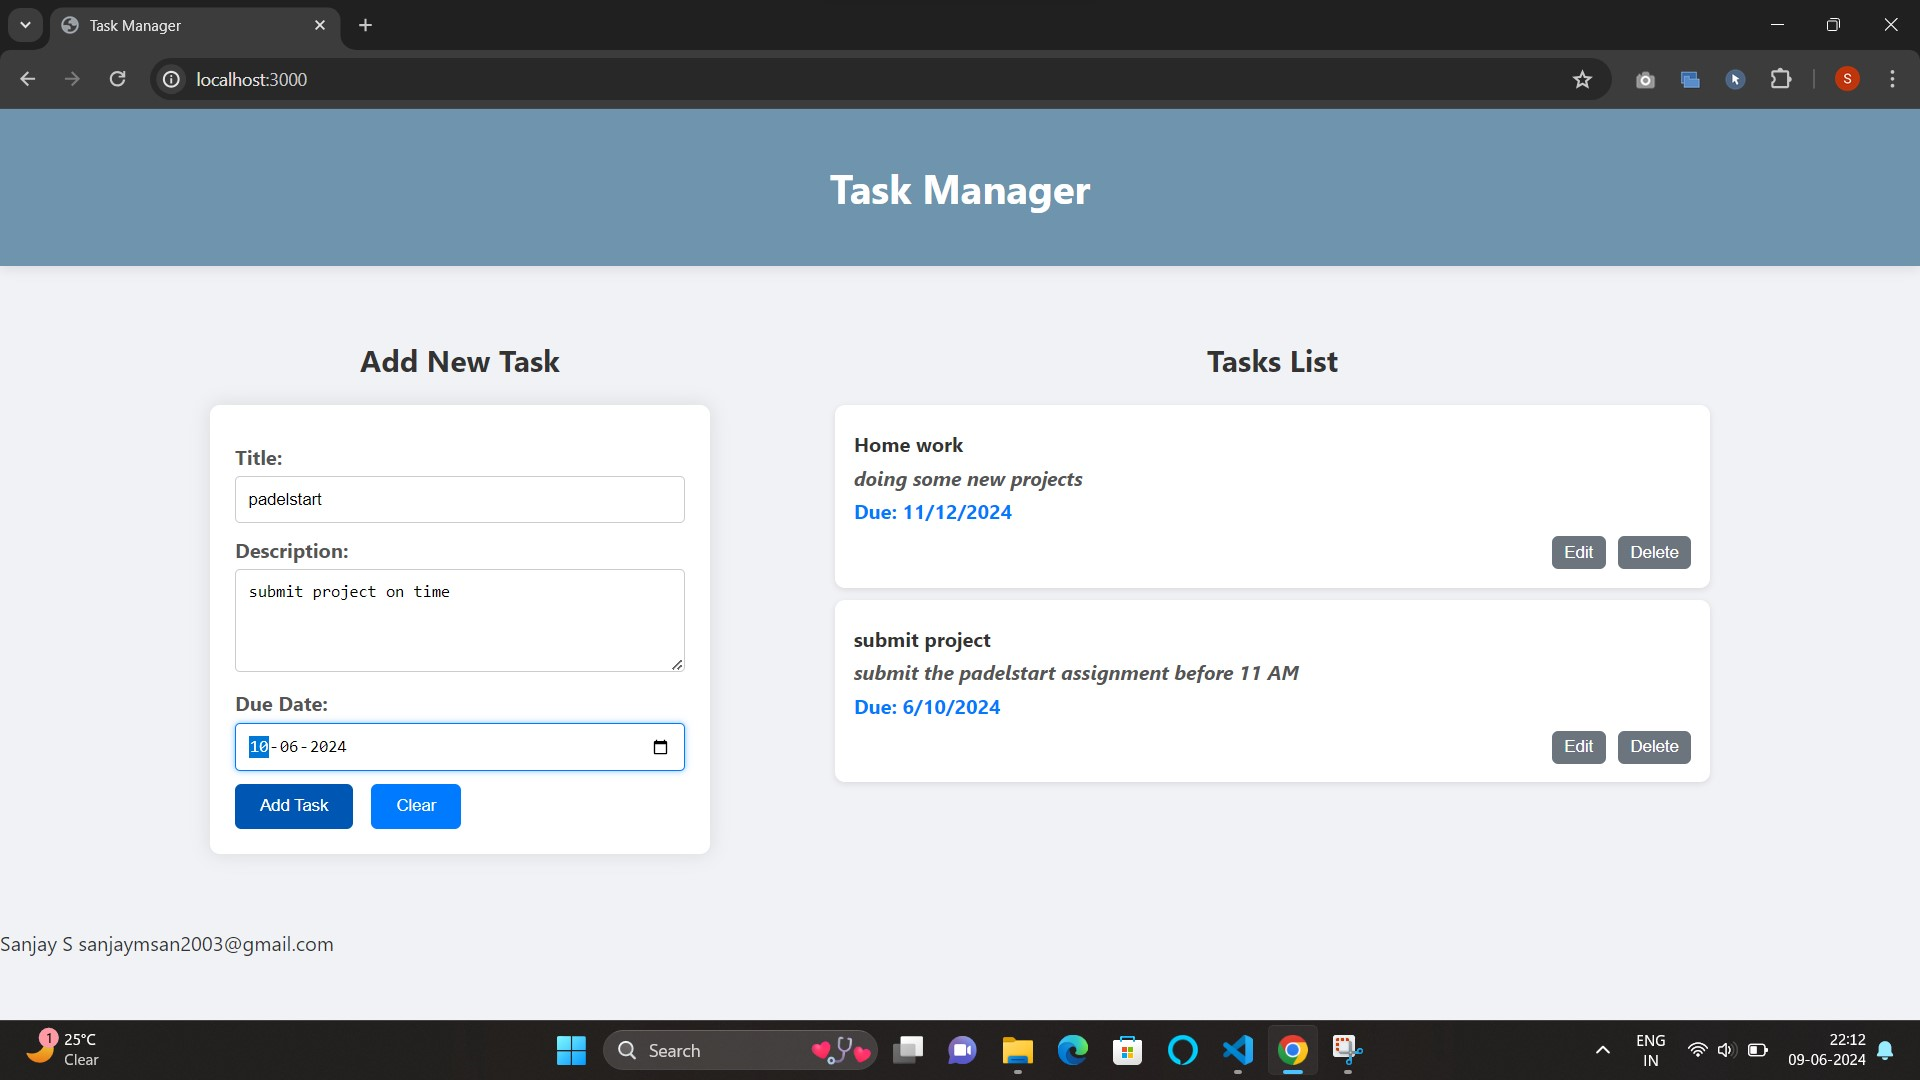 Task Manager
localhost:3000
S
Task Manager
Add New Task
Title:
padelstart
Description:
submit project on time
Due Date:
10-06-2024
Add Task
Clear
Tasks List
Home work
doing some new projects
Due: 11/12/2024
Edit
Delete
submit project
submit the padelstart assignment before 11 AM
Due: 6/10/2024
Edit
Delete
Sanjay S sanjaymsan2003@gmail.com
1
25°C
Clear
Search
ENG
IN
22:12
09-06-2024